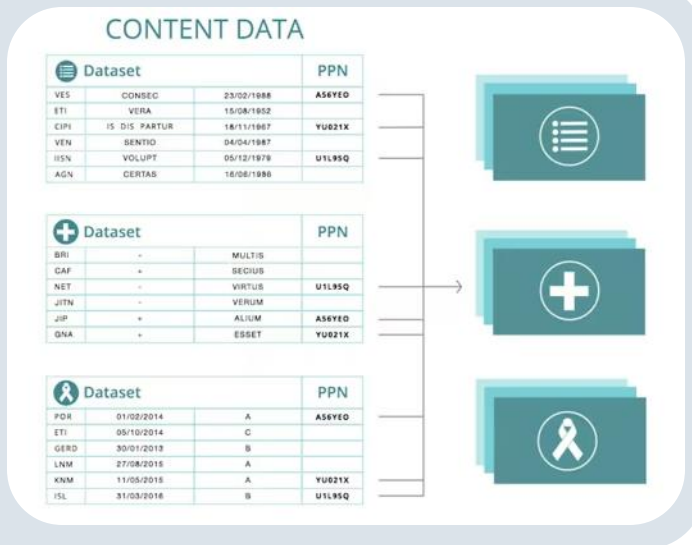 CONTENT DATA
Dataset PPN
VES CONSEC 23/02/1988 A56YEO
ETI VERA 15/08/1952
CIPI IS DIS PARTUR 18/11/1967 YU021X
VEN SENTIO 04/04/1987
IISN VOLUPT 05/12/1979 U1L95Q
AGN CERTAS 16/06/1986
Dataset PPN
BRI - MULTIS
CAF + SECIUS
NET - VIRTUS U1L95Q
JITN - VERUM
JIP + ALIUM A56YEO
GNA + ESSET YU021X
Dataset PPN
POR 01/02/2014 A A56YEO
ETI 05/10/2014 C
GERD 30/01/2013 B
LNM 27/08/2015 A
KNM 11/05/2015 A YU021X
ISL 31/03/2016 B U1L95Q